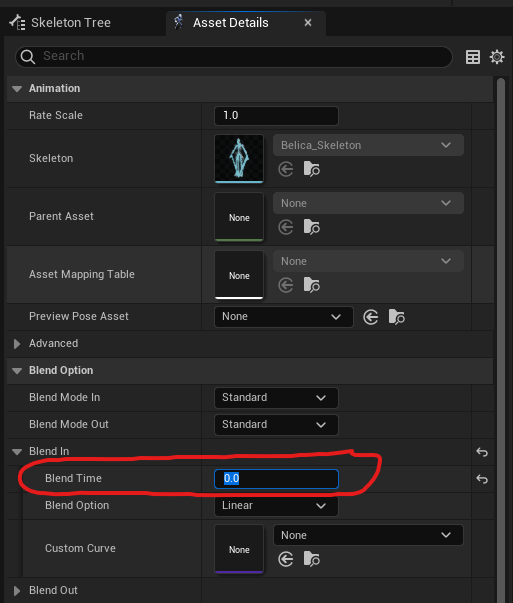 Skeleton Tree
Asset Details
Search
Animation
Rate Scale
1.0
Skeleton
Belica_Skeleton
Parent Asset
None
None
Asset Mapping Table
None
None
Preview Pose Asset
None
Advanced
Blend Option
Blend Mode In
Standard
Blend Mode Out
Standard
Blend In
Blend Time
0.0
Blend Option
Linear
Custom Curve
None
None
Blend Out